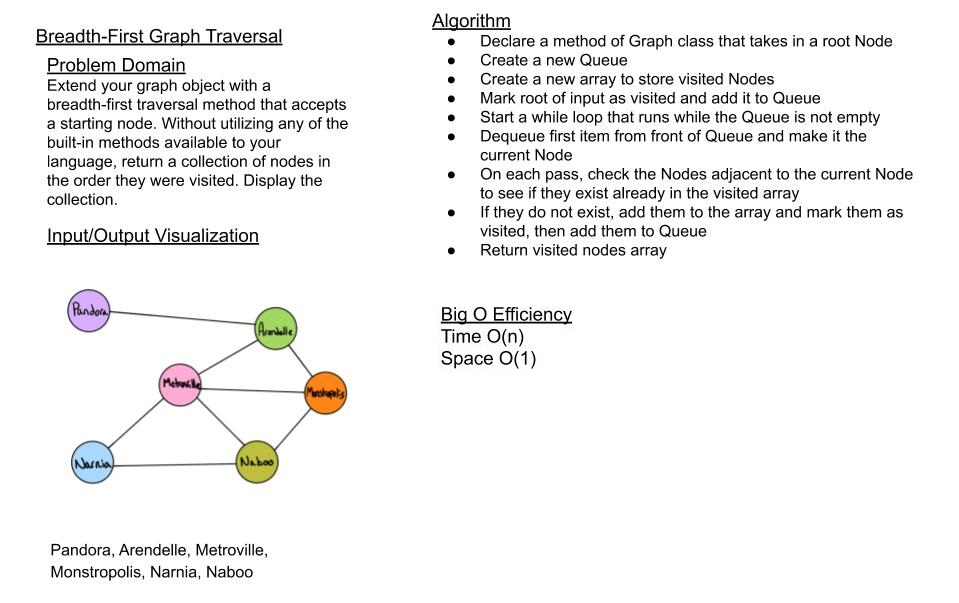 Breadth-First Graph Traversal
Problem Domain
Extend your graph object with a
breadth-first traversal method that accepts
a starting node. Without utilizing any of the
built-in methods available to your
language, return a collection of nodes in
the order they were visited. Display the
collection.
Input/Output Visualization
Pandora
Arendelle
Metroville
Monstropolis
Narnia
Naboo
Pandora, Arendelle, Metroville,
Monstropolis, Narnia, Naboo
Algorithm
● Declare a method of Graph class that takes in a root Node
● Create a new Queue
● Create a new array to store visited Nodes
● Mark root of input as visited and add it to Queue
● Start a while loop that runs while the Queue is not empty
● Dequeue first item from front of Queue and make it the
current Node
● On each pass, check the Nodes adjacent to the current Node
to see if they exist already in the visited array
● If they do not exist, add them to the array and mark them as
visited, then add them to Queue
● Return visited nodes array
Big O Efficiency
Time O(n)
Space O(1)